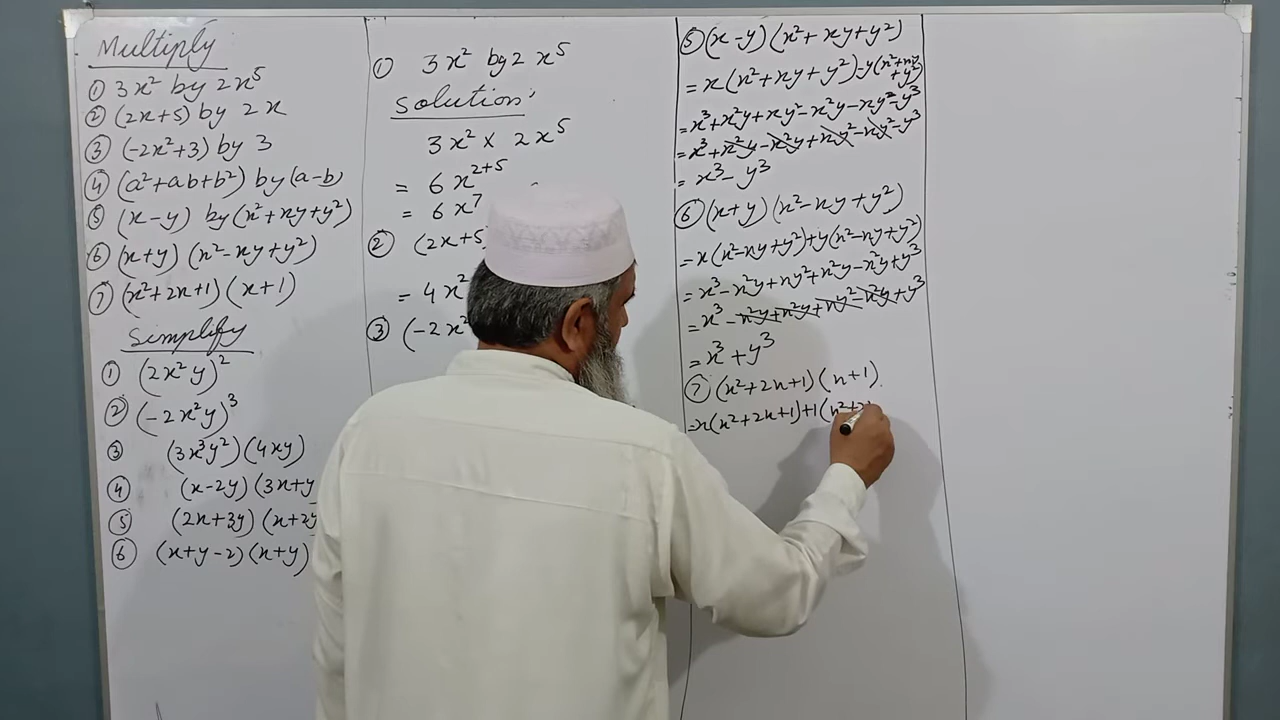 Multiply
① 3x² by 2x⁵
② (2x+5) by 2x
③ (-2x²+3) by 3
④ (a²+ab+b²) by (a-b)
⑤ (x-y) by (x²+xy+y²)
⑥ (x+y) (x²-xy+y²)
⑦ (x²+2x+1) (x+1)
Simplify
① (2x²y)²
② (-2x²y)³
③ (3x³y²)(4xy)
④ (x-2y)(3x+y
⑤ (2x+3y)(x+2y
⑥ (x+y-2)(x+y)
① 3x² by 2x⁵
Solution:
3x² × 2x⁵
= 6x²⁺⁵
= 6x⁷
② (2x+5)
= 4x²
③ (-2x²
⑤ (x-y) (x²+xy+y²)
= x(x²+xy+y²)-y(x²+xy+y²)
= x³+x²y+xy²-x²y-xy²-y³
= x³+x²y-x²y+xy²-xy²-y³
= x³-y³
⑥ (x+y) (x²-xy+y²)
= x(x²-xy+y²)+y(x²-xy+y²)
= x³-x²y+xy²+x²y-x²y+y³
= x³-x²y+x²y+xy²-x²y+y³
= x³+y³
⑦ (x²+2x+1) (x+1).
= x(x²+2x+1)+1(x²+2